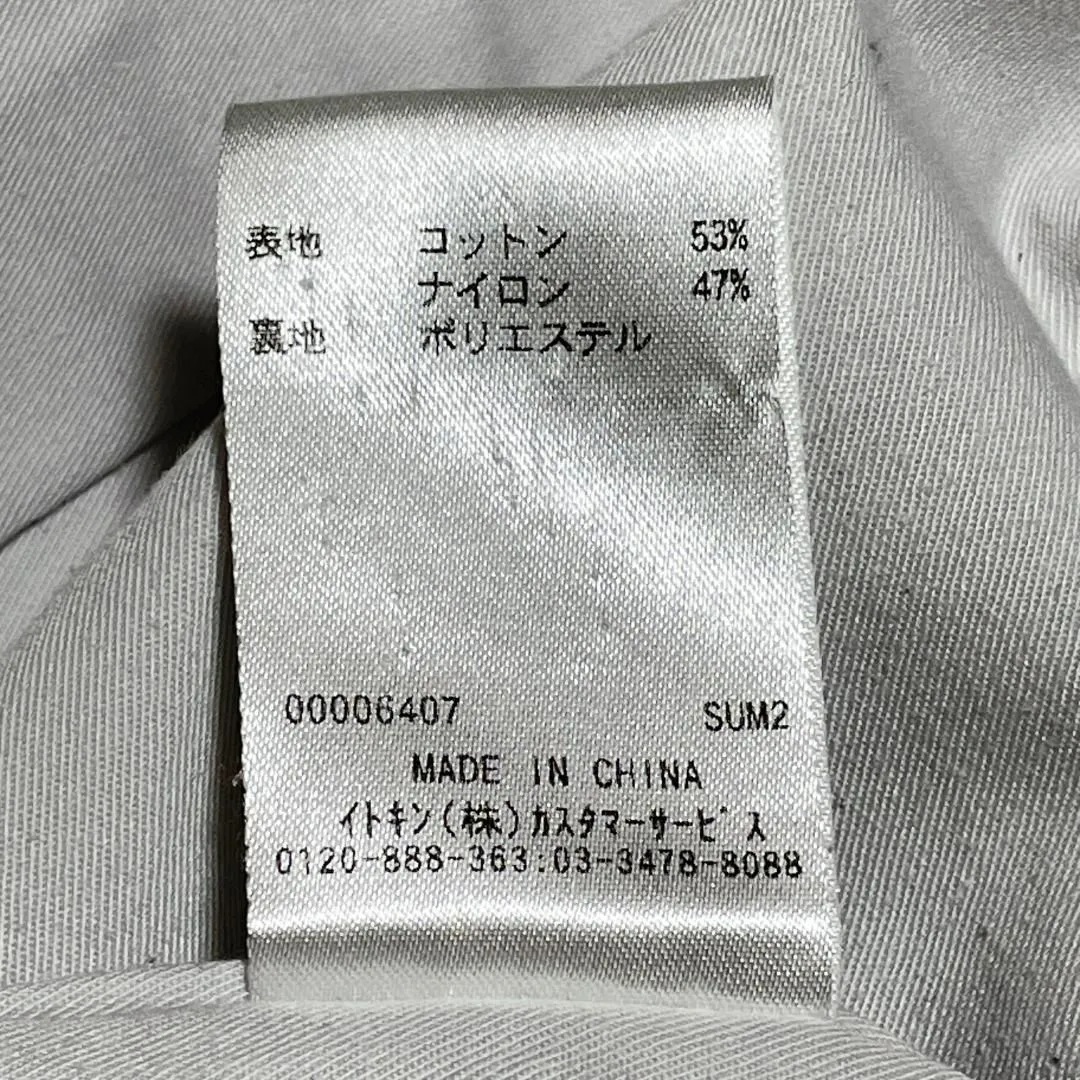 表地 コットン 53%
ナイロン 47%
裏地 ポリエステル
00006407 SUM2
MADE IN CHINA
イトキン(株)カスタマーサービス
0120-888-363:03-3478-8088